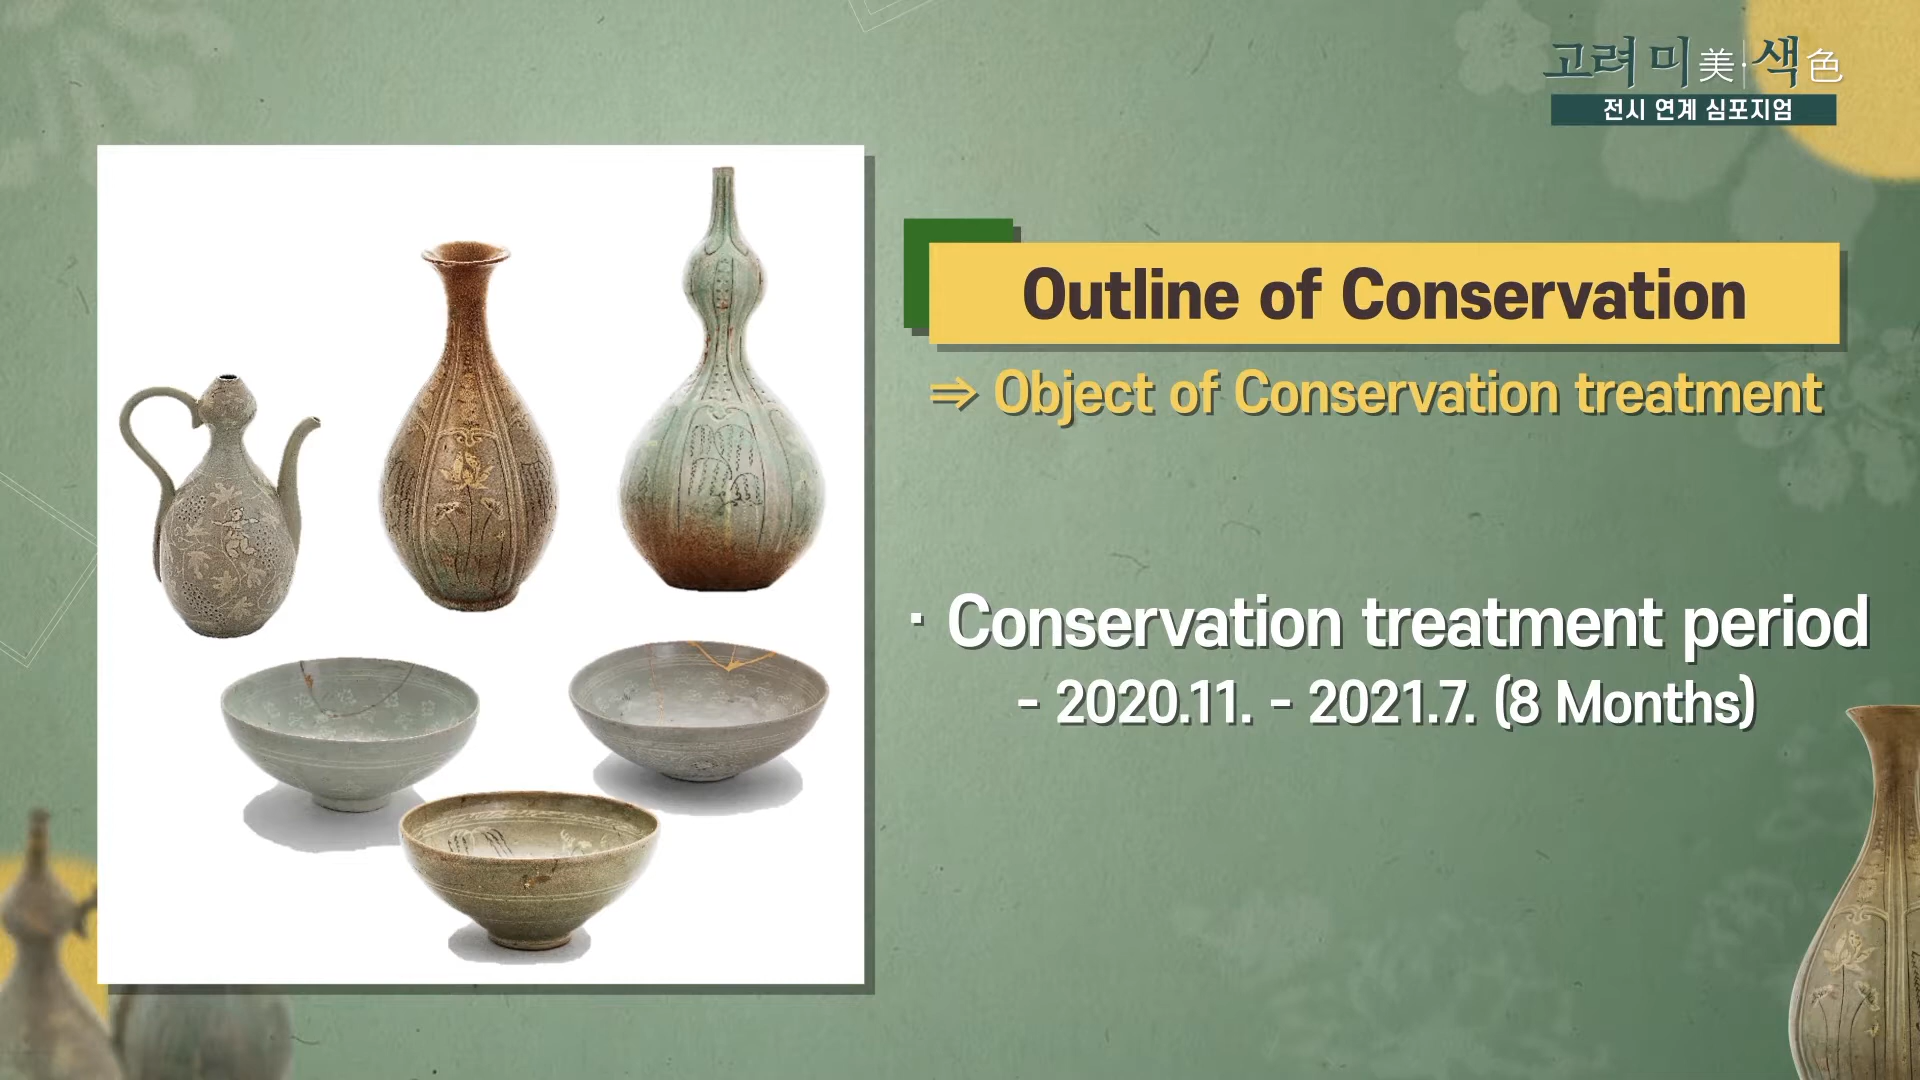 고려 미美·색色
전시 연계 심포지엄
Outline of Conservation
⇒ Object of Conservation treatment
· Conservation treatment period
- 2020.11. - 2021.7. (8 Months)